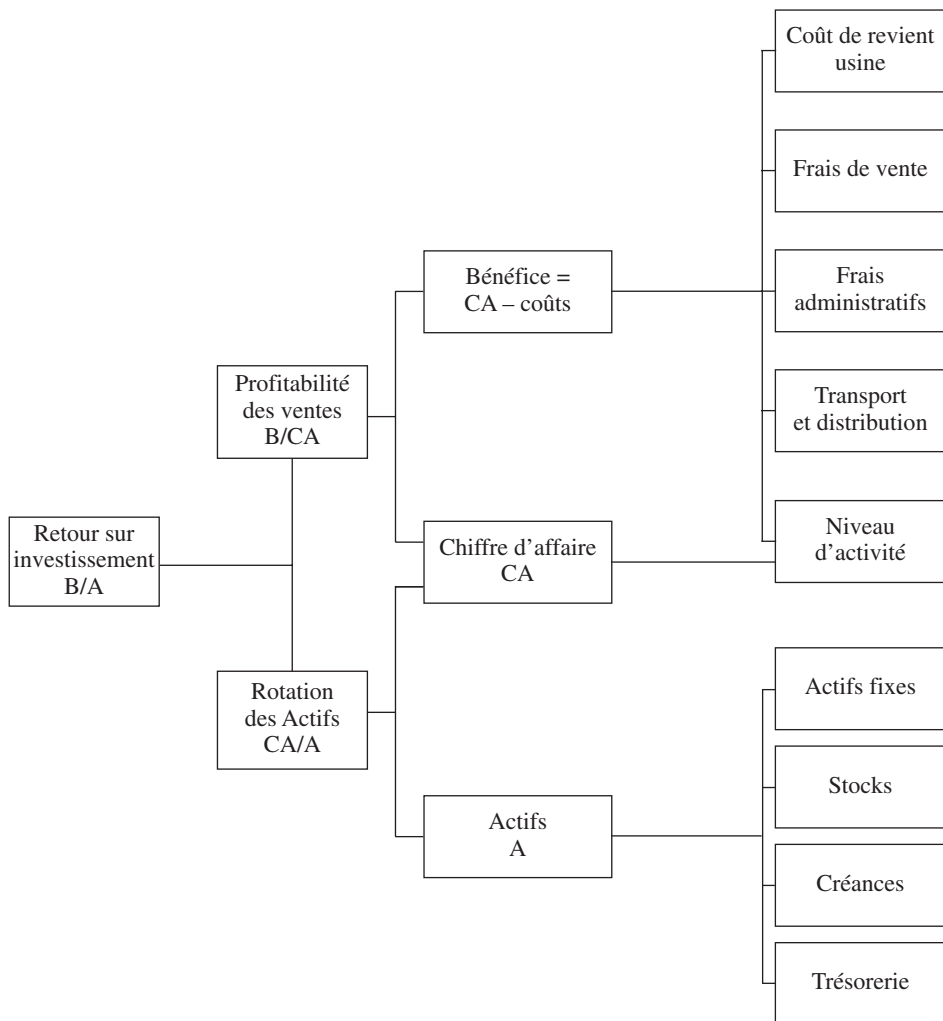 Coût de revient
usine
Frais de vente
Bénéfice =
CA – coûts
Frais
administratifs
Profitabilité
des ventes
B/CA
Transport
et distribution
Retour sur
investissement
B/A
Chiffre d’affaire
CA
Niveau
d’activité
Rotation
des Actifs
CA/A
Actifs fixes
Stocks
Actifs
A
Créances
Trésorerie